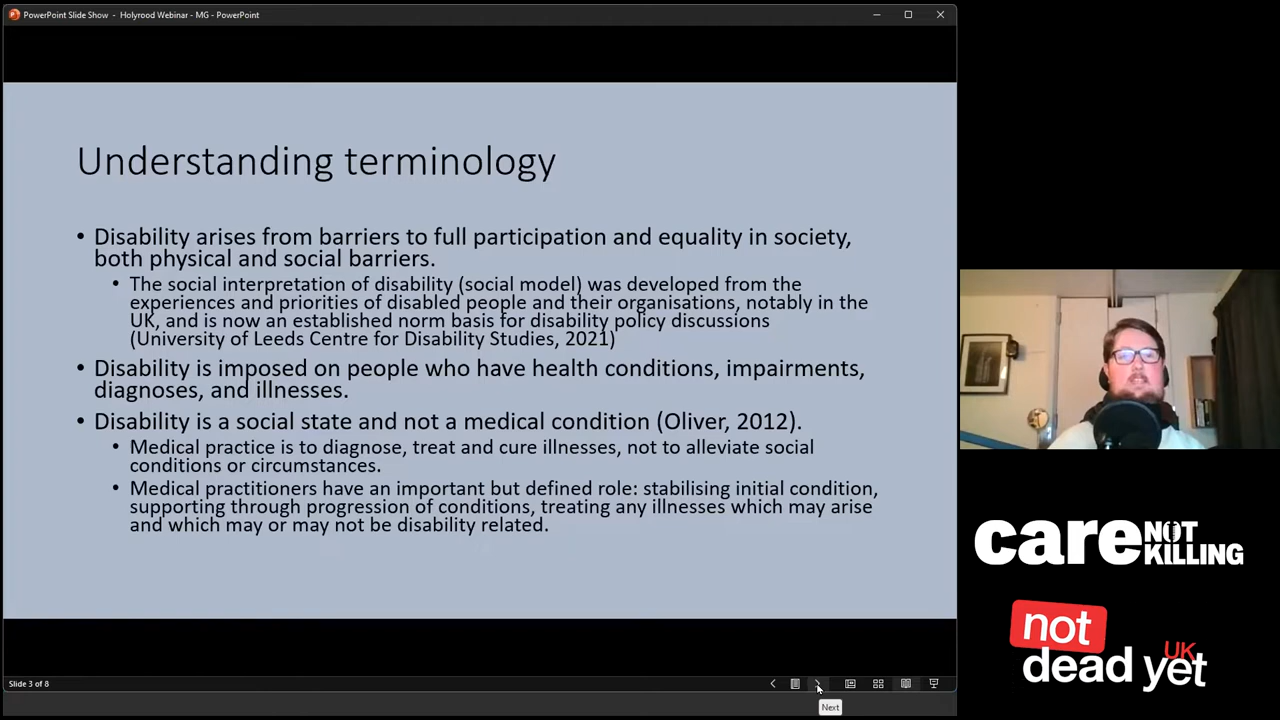 PowerPoint Slide Show - Holyrood Webinar - MG - PowerPoint
Understanding terminology
• Disability arises from barriers to full participation and equality in society,
both physical and social barriers.
• The social interpretation of disability (social model) was developed from the
experiences and priorities of disabled people and their organisations, notably in the
UK, and is now an established norm basis for disability policy discussions
(University of Leeds Centre for Disability Studies, 2021)
• Disability is imposed on people who have health conditions, impairments,
diagnoses, and illnesses.
• Disability is a social state and not a medical condition (Oliver, 2012).
• Medical practice is to diagnose, treat and cure illnesses, not to alleviate social
conditions or circumstances.
• Medical practitioners have an important but defined role: stabilising initial condition,
supporting through progression of conditions, treating any illnesses which may arise
and which may or may not be disability related.
Slide 3 of 8
Next
care NOT
KILLING
not
UK
dead yet